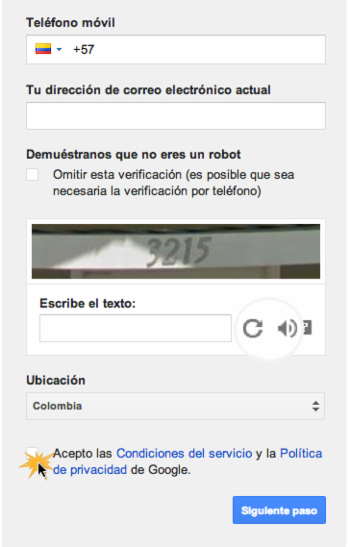 Teléfono móvil
+57
Tu dirección de correo electrónico actual
Demuéstranos que no eres un robot
Omitir esta verificación (es posible que sea
necesaria la verificación por teléfono)
3215
Escribe el texto:
Ubicación
Colombia
Acepto las Condiciones del servicio y la Política
de privacidad de Google.
Siguiente paso